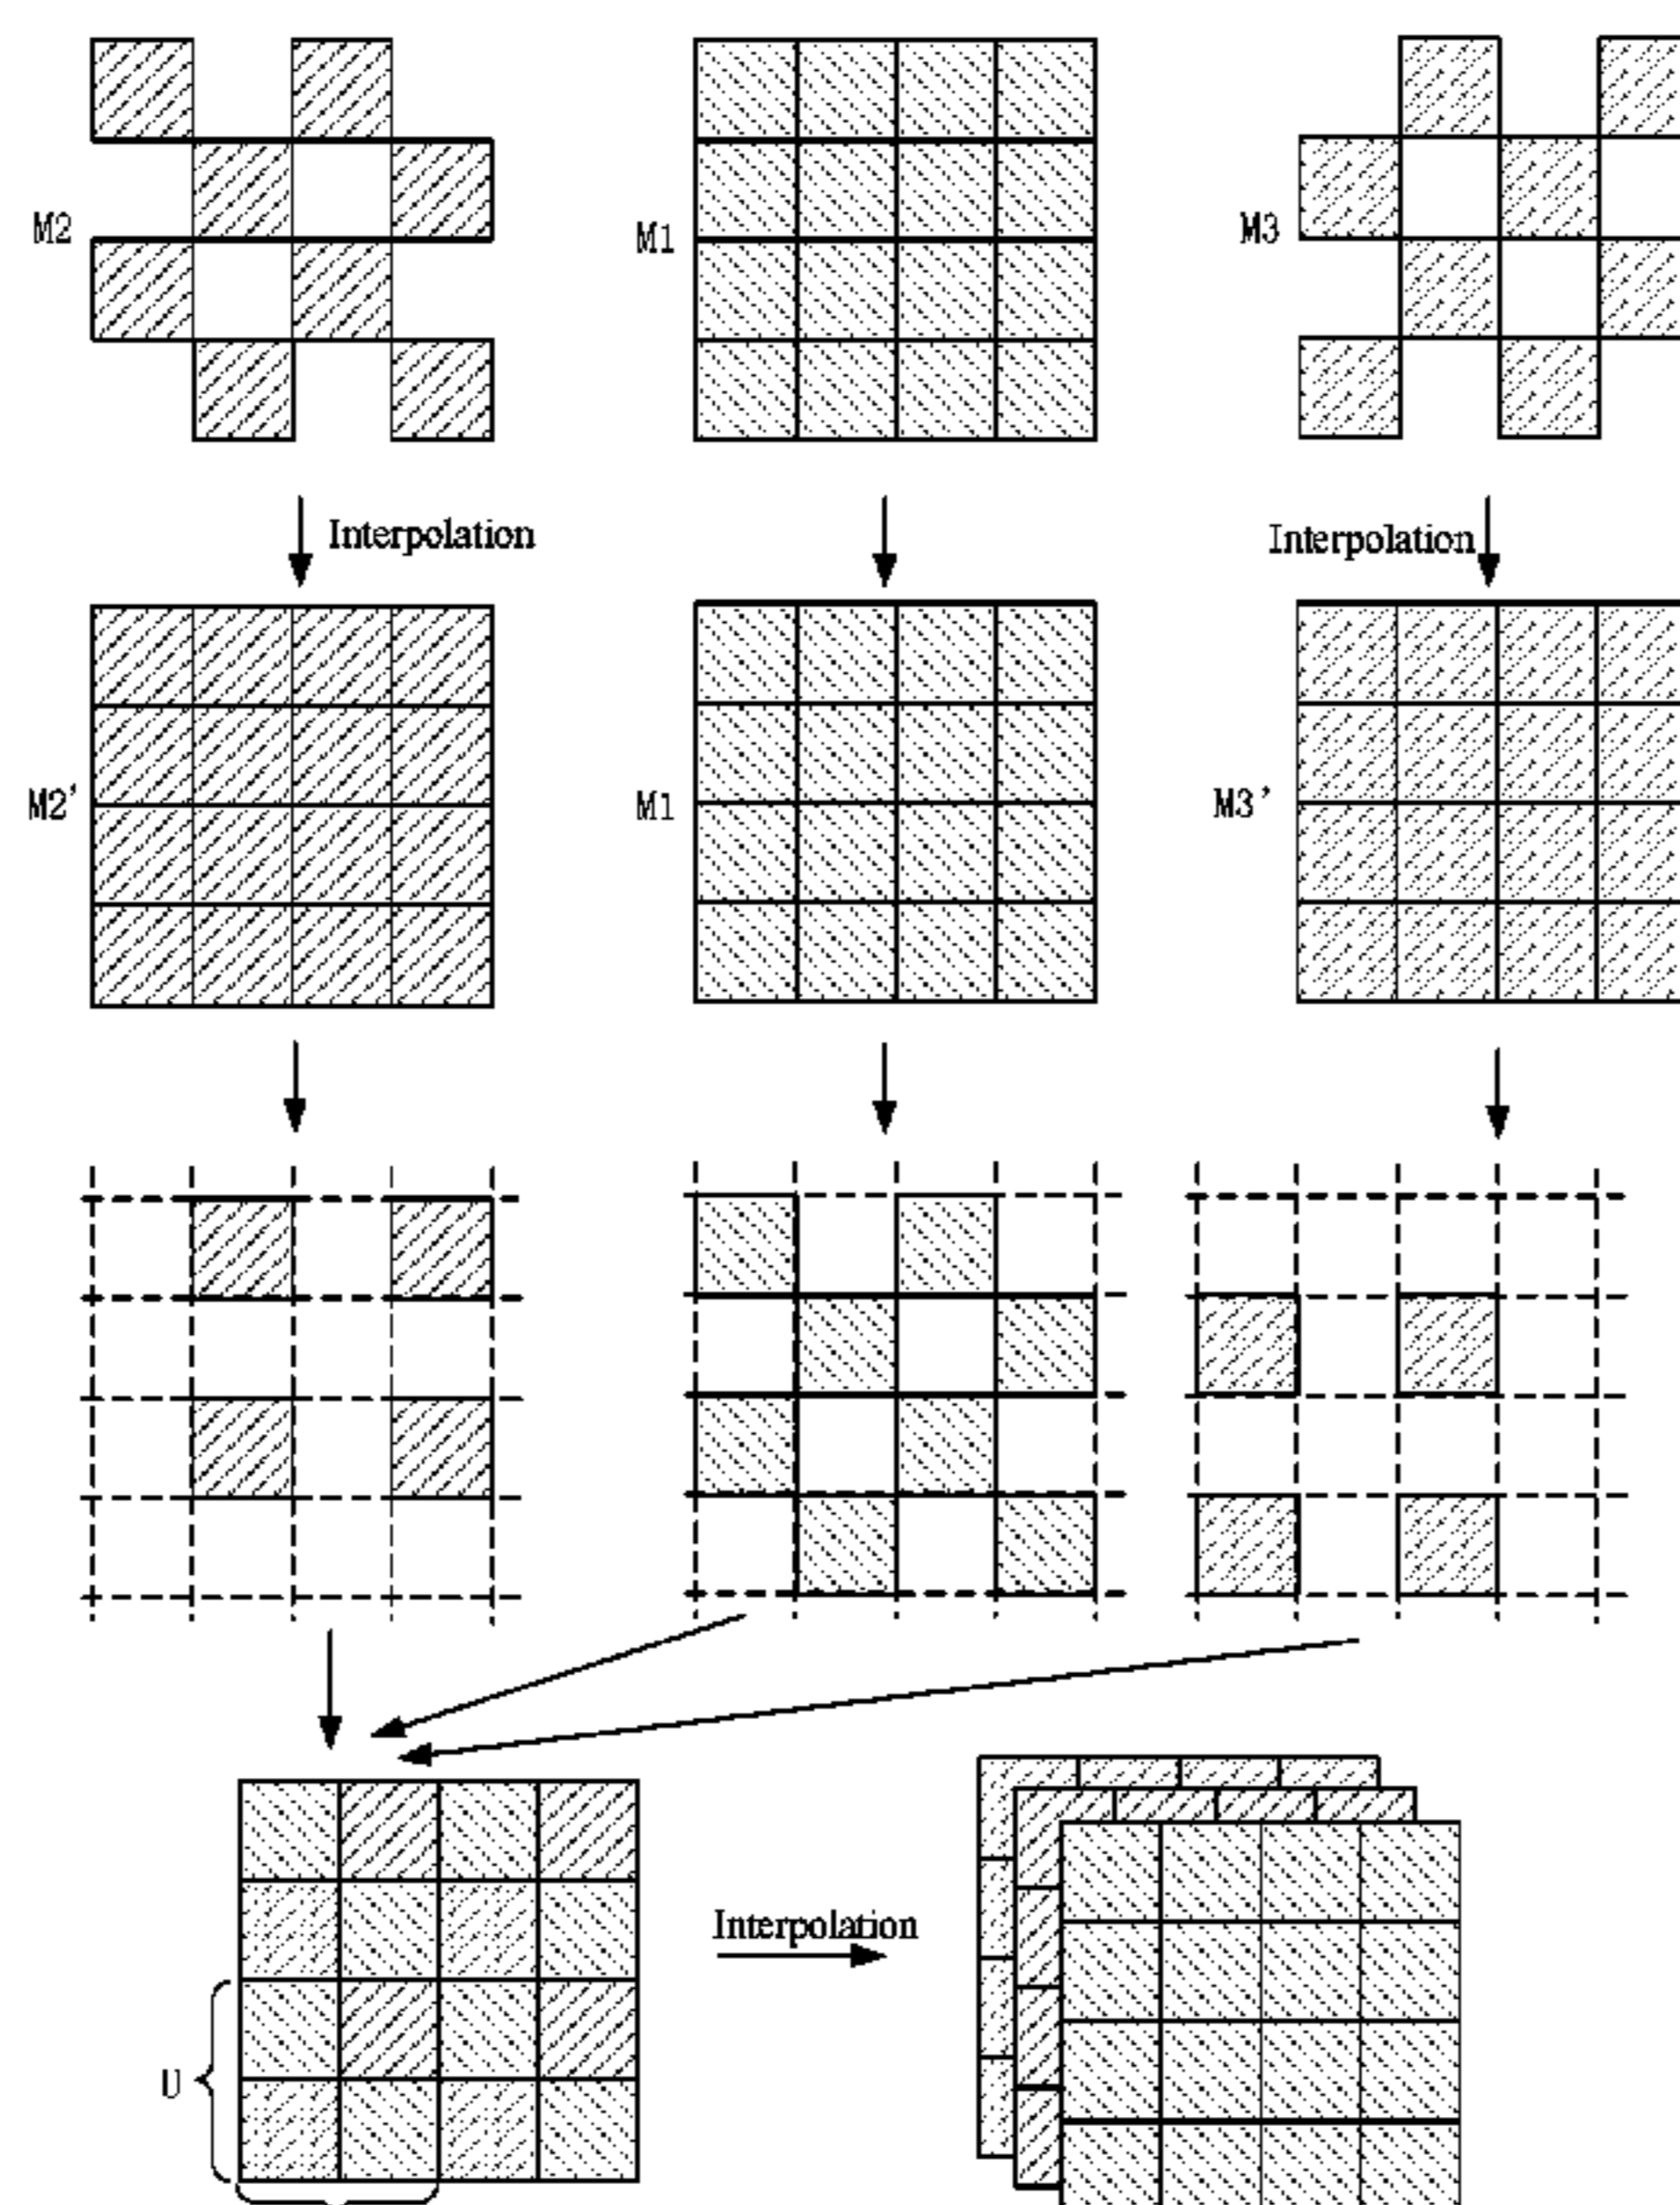 M2
M1
M3
Interpolation
Interpolation
M2'
M1
M3'
Interpolation
U